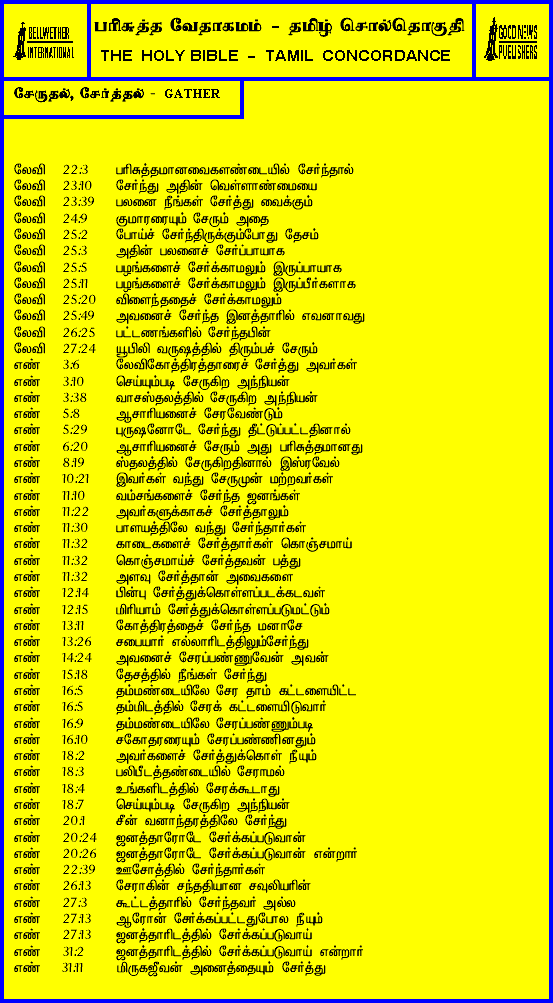 BELLWETHER
INTERNATIONAL
பரிசுத்த வேதாகமம் - தமிழ் சொல்தொகுதி
THE HOLY BIBLE - TAMIL CONCORDANCE
GOOD NEWS
PUBLISHERS
சேருதல், சேர்த்தல் - GATHER
லேவி 22:3 பரிசுத்தமானவைகளண்டையில் சேர்ந்தால்
லேவி 23:10 சேர்ந்து அதின் வெள்ளாண்மையை
லேவி 23:39 பலனை நீங்கள் சேர்த்து வைக்கும்
லேவி 24:9 குமாரரையும் சேரும் அதை
லேவி 25:2 போய்ச் சேர்ந்திருக்கும்போது தேசம்
லேவி 25:3 அதின் பலனைச் சேர்ப்பாயாக
லேவி 25:5 பழங்களைச் சேர்க்காமலும் இருப்பாயாக
லேவி 25:11 பழங்களைச் சேர்க்காமலும் இருப்பீர்களாக
லேவி 25:20 விளைந்ததைச் சேர்க்காமலும்
லேவி 25:49 அவனைச் சேர்ந்த இனத்தாரில் எவனாவது
லேவி 26:25 பட்டணங்களில் சேர்ந்தபின்
லேவி 27:24 யூபிலி வருஷத்தில் திரும்பச் சேரும்
எண் 3:6 லேவிகோத்திரத்தாரைச் சேர்த்து அவர்கள்
எண் 3:10 செய்யும்படி சேருகிற அந்நியன்
எண் 3:38 வாசஸ்தலத்தில் சேருகிற அந்நியன்
எண் 5:8 ஆசாரியனைச் சேரவேண்டும்
எண் 5:29 புருஷனோடே சேர்ந்து தீட்டுப்பட்டதினால்
எண் 6:20 ஆசாரியனைச் சேரும் அது பரிசுத்தமானது
எண் 8:19 ஸ்தலத்தில் சேருகிறதினால் இஸ்ரவேல்
எண் 10:21 இவர்கள் வந்து சேருமுன் மற்றவர்கள்
எண் 11:10 வம்சங்களைச் சேர்ந்த ஜனங்கள்
எண் 11:22 அவர்களுக்காகச் சேர்த்தாலும்
எண் 11:30 பாளயத்திலே வந்து சேர்ந்தார்கள்
எண் 11:32 காடைகளைச் சேர்த்தார்கள் கொஞ்சமாய்
எண் 11:32 கொஞ்சமாய்ச் சேர்த்தவன் பத்து
எண் 11:32 அளவு சேர்த்தான் அவைகளை
எண் 12:14 பின்பு சேர்த்துக்கொள்ளப்படக்கடவள்
எண் 12:15 மிரியாம் சேர்த்துக்கொள்ளப்படுமட்டும்
எண் 13:11 கோத்திரத்தைச் சேர்ந்த மனாசே
எண் 13:26 சபையார் எல்லாரிடத்திலும்சேர்ந்து
எண் 14:24 அவனைச் சேரப்பண்ணுவேன் அவன்
எண் 15:18 தேசத்தில் நீங்கள் சேர்ந்து
எண் 16:5 தம்மண்டையிலே சேர தாம் கட்டளையிட்ட
எண் 16:5 தம்மிடத்தில் சேரக் கட்டளையிடுவார்
எண் 16:9 தம்மண்டையிலே சேரப்பண்ணும்படி
எண் 16:10 சகோதரரையும் சேரப்பண்ணினதும்
எண் 18:2 அவர்களைச் சேர்த்துக்கொள் நீயும்
எண் 18:3 பலிபீடத்தண்டையில் சேராமல்
எண் 18:4 உங்களிடத்தில் சேரக்கூடாது
எண் 18:7 செய்யும்படி சேருகிற அந்நியன்
எண் 20:1 சீன் வனாந்தரத்திலே சேர்ந்து
எண் 20:24 ஜனத்தாரோடே சேர்க்கப்படுவான்
எண் 20:26 ஜனத்தாரோடே சேர்க்கப்படுவான் என்றார்
எண் 22:39 ஊசோத்தில் சேர்ந்தார்கள்
எண் 26:13 சேராகின் சந்ததியான சவுலியரின்
எண் 27:3 கூட்டத்தாரில் சேர்ந்தவர் அல்ல
எண் 27:13 ஆரோன் சேர்க்கப்பட்டதுபோல நீயும்
எண் 27:13 ஜனத்தாரிடத்தில் சேர்க்கப்படுவாய்
எண் 31:2 ஜனத்தாரிடத்தில் சேர்க்கப்படுவாய் என்றார்
எண் 31:11 மிருகஜீவன் அனைத்தையும் சேர்த்து